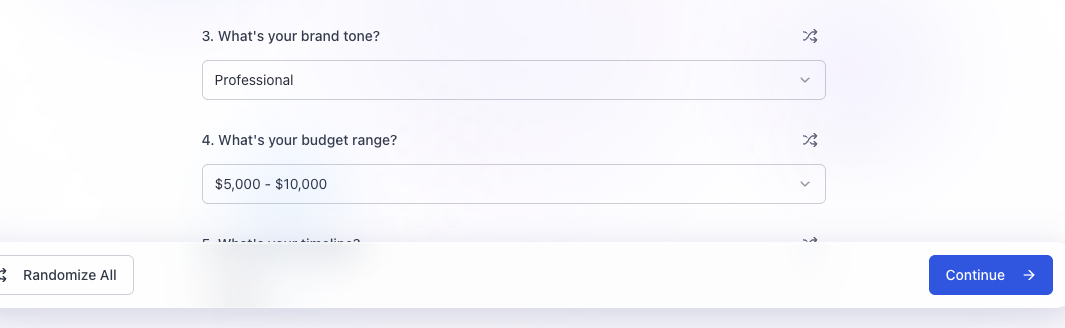 3. What's your brand tone?
Professional
4. What's your budget range?
$5,000 - $10,000
5. What's your timeline?
Randomize All
Continue